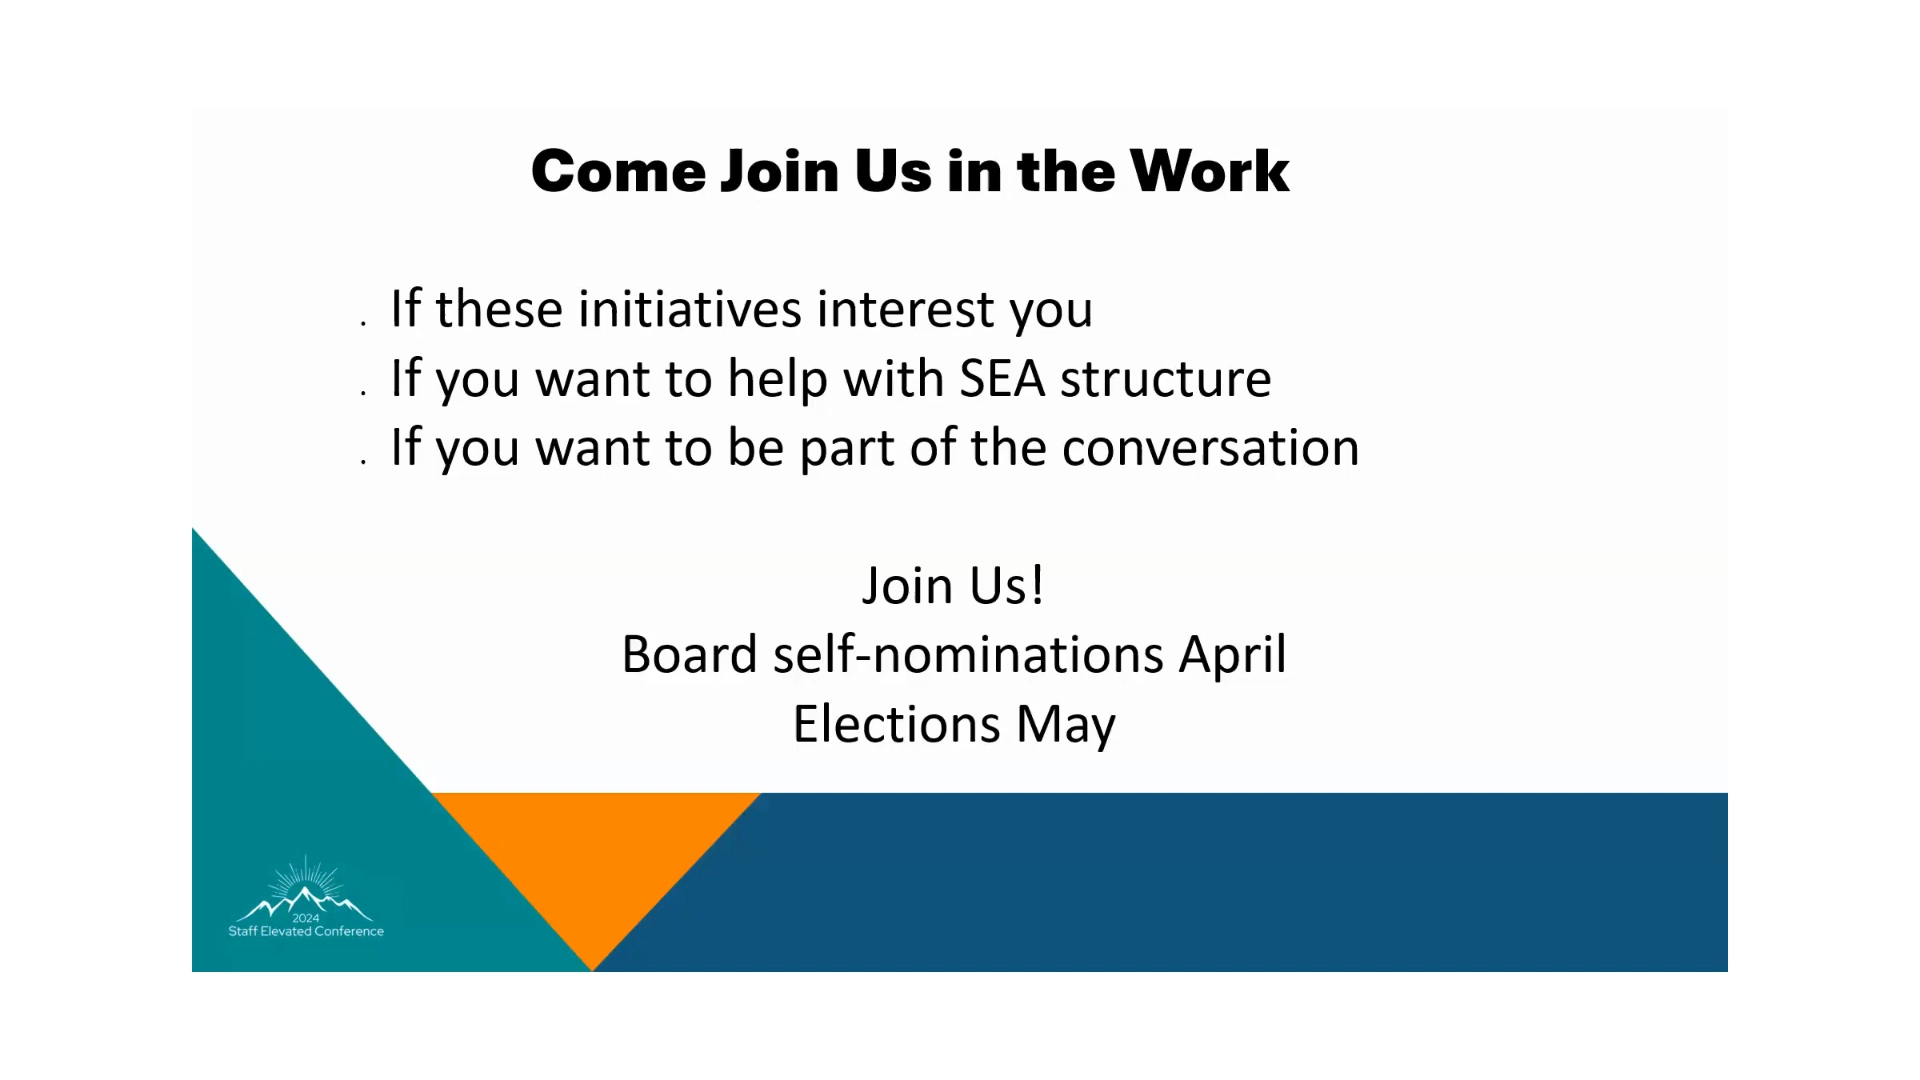 Come Join Us in the Work
. If these initiatives interest you
. If you want to help with SEA structure
. If you want to be part of the conversation
Join Us!
Board self-nominations April
Elections May
2024
Staff Elevated Conference